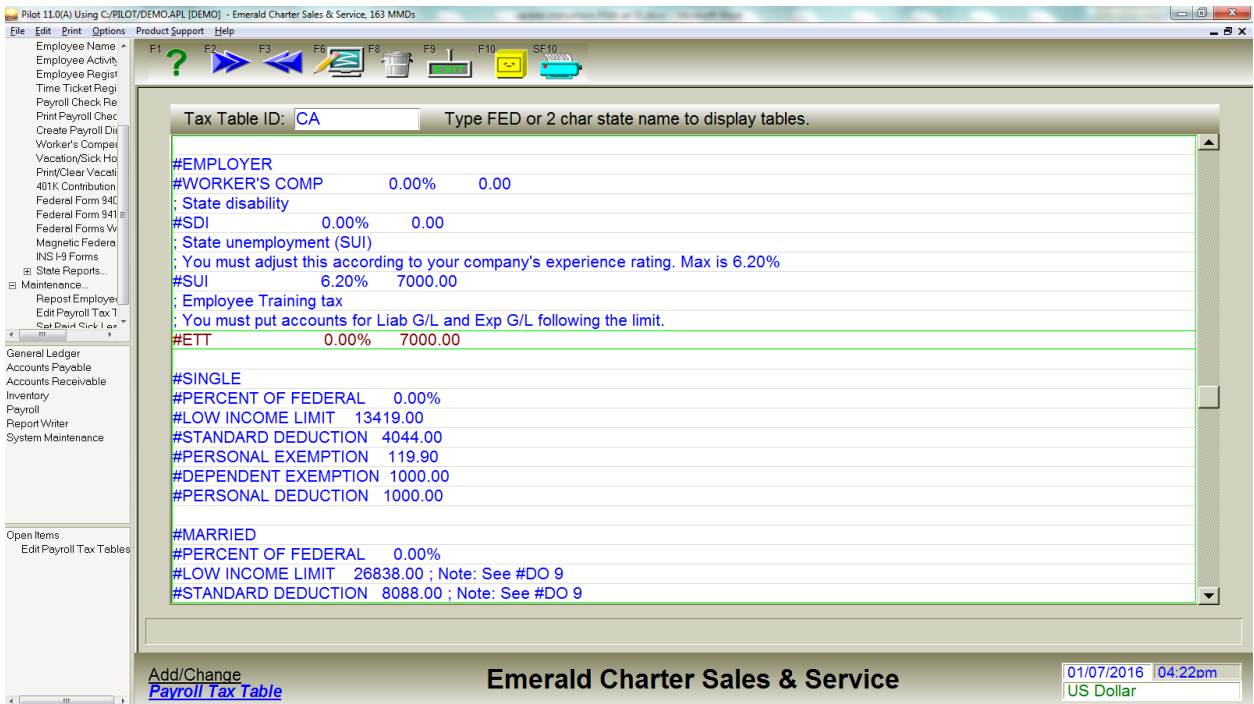 Pilot 11.0(A) Using C:/PILOT/DEMO.APL [DEMO] - Emerald Charter Sales & Service, 163 MMDs
File Edit Print Options Product Support Help
F1 F2 F3 F6 F8 F9 F10 SF10
Employee Name
Employee Activity
Employee Regist
Time Ticket Regi
Payroll Check Re
Print Payroll Chec
Create Payroll Dir
Worker's Comper
Vacation/Sick Ho
Print/Clear Vacati
401K Contribution
Federal Form 940
Federal Form 941
Federal Forms W
Magnetic Federa
INS I-9 Forms
State Reports...
Maintenance...
Repost Employee
Edit Payroll Tax T
Set Paid Sick Lea
General Ledger
Accounts Payable
Accounts Receivable
Inventory
Payroll
Report Writer
System Maintenance
Open Items
Edit Payroll Tax Tables
Tax Table ID: CA Type FED or 2 char state name to display tables.
#EMPLOYER
#WORKER'S COMP 0.00% 0.00
; State disability
#SDI 0.00% 0.00
; State unemployment (SUI)
; You must adjust this according to your company's experience rating. Max is 6.20%
#SUI 6.20% 7000.00
; Employee Training tax
; You must put accounts for Liab G/L and Exp G/L following the limit.
#ETT 0.00% 7000.00
#SINGLE
#PERCENT OF FEDERAL 0.00%
#LOW INCOME LIMIT 13419.00
#STANDARD DEDUCTION 4044.00
#PERSONAL EXEMPTION 119.90
#DEPENDENT EXEMPTION 1000.00
#PERSONAL DEDUCTION 1000.00
#MARRIED
#PERCENT OF FEDERAL 0.00%
#LOW INCOME LIMIT 26838.00 ; Note: See #DO 9
#STANDARD DEDUCTION 8088.00 ; Note: See #DO 9
Add/Change
Payroll Tax Table
Emerald Charter Sales & Service
01/07/2016 04:22pm
US Dollar